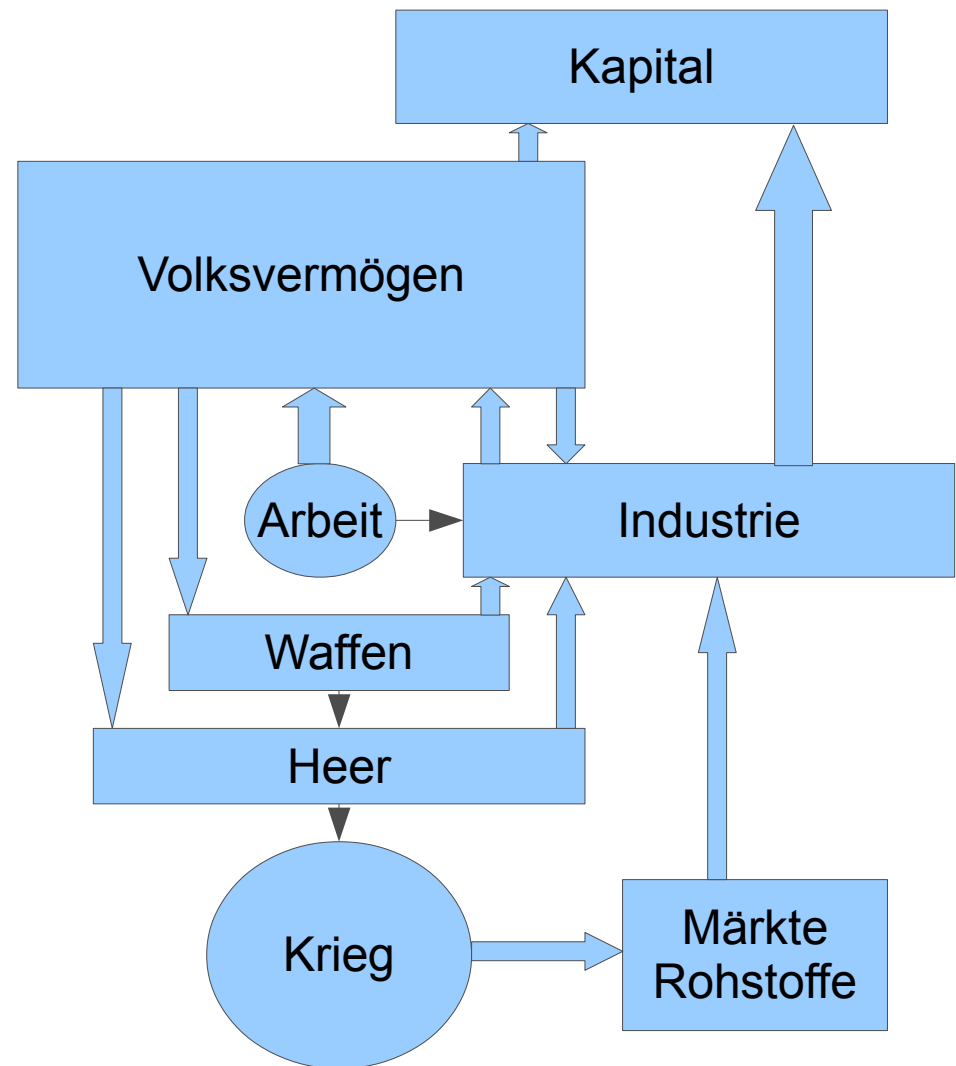 Kapital
Volksvermögen
Arbeit
Industrie
Waffen
Heer
Krieg
Märkte
Rohstoffe